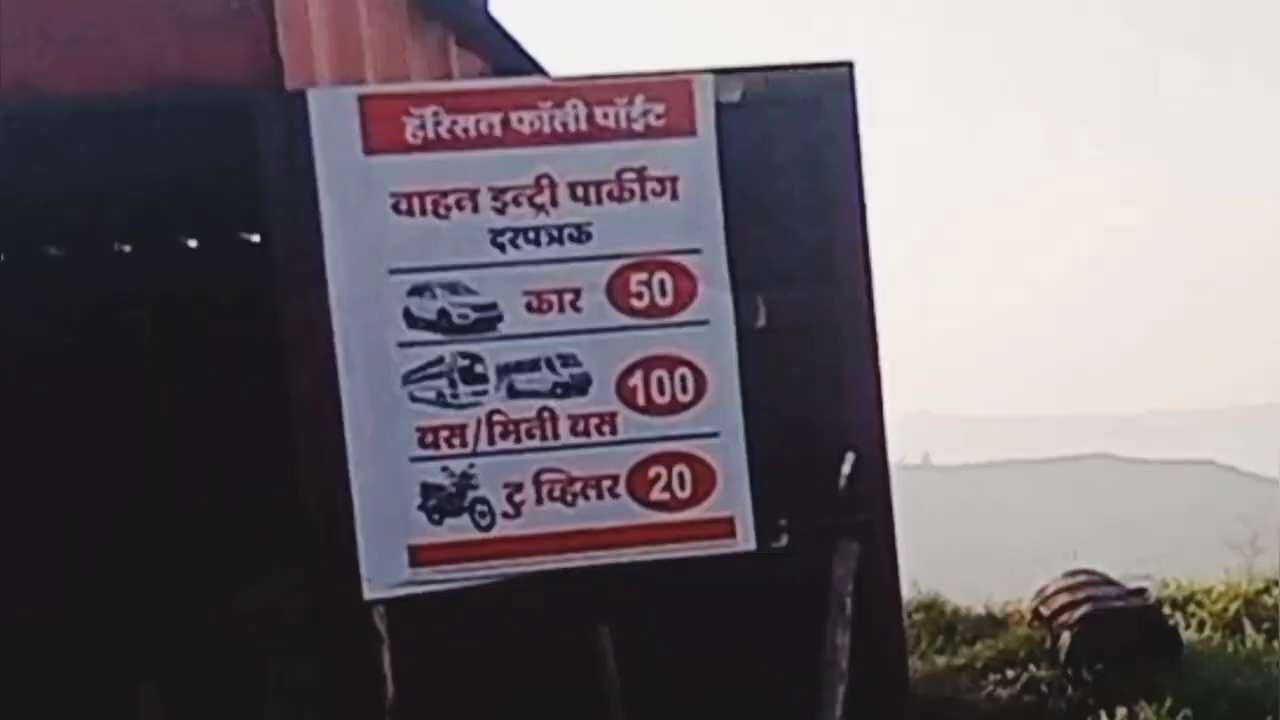 हॅरिसन फॉली पॉईंट
वाहन इन्ट्री पार्कींग
दरपत्रक
कार 50
100
बस/मिनी बस
टु व्हिलर 20